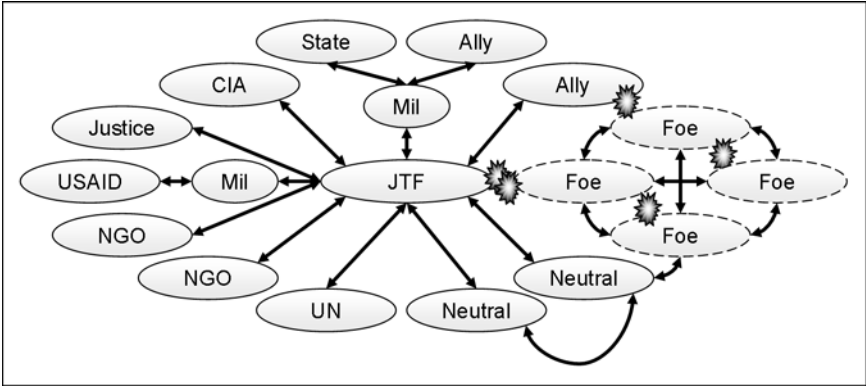 State
Ally
CIA
Mil
Ally
Justice
Foe
USAID
Mil
JTF
Foe
Foe
NGO
Foe
NGO
Neutral
UN
Neutral